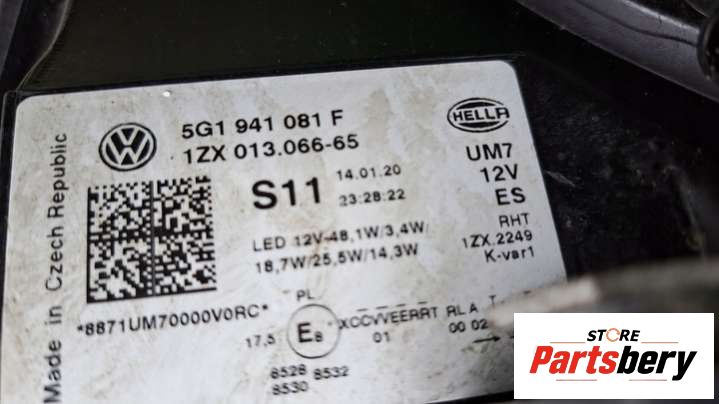 Made in Czech Republic
5G1 941 081 F
1ZX 013.066-65
HELLA
UM7
12V
ES
S11
14.01.20
23:28:22
RHT
1ZX.2249
K-var1
LED 12V-48,1W/3,4W/
18,7W/25,5W/14,3W
*8871UM70000V0RC*
PL
17,5
E8
XCCVVEERRT RL A T
01
00 02
8528 8532
8530
STORE
Partsbery